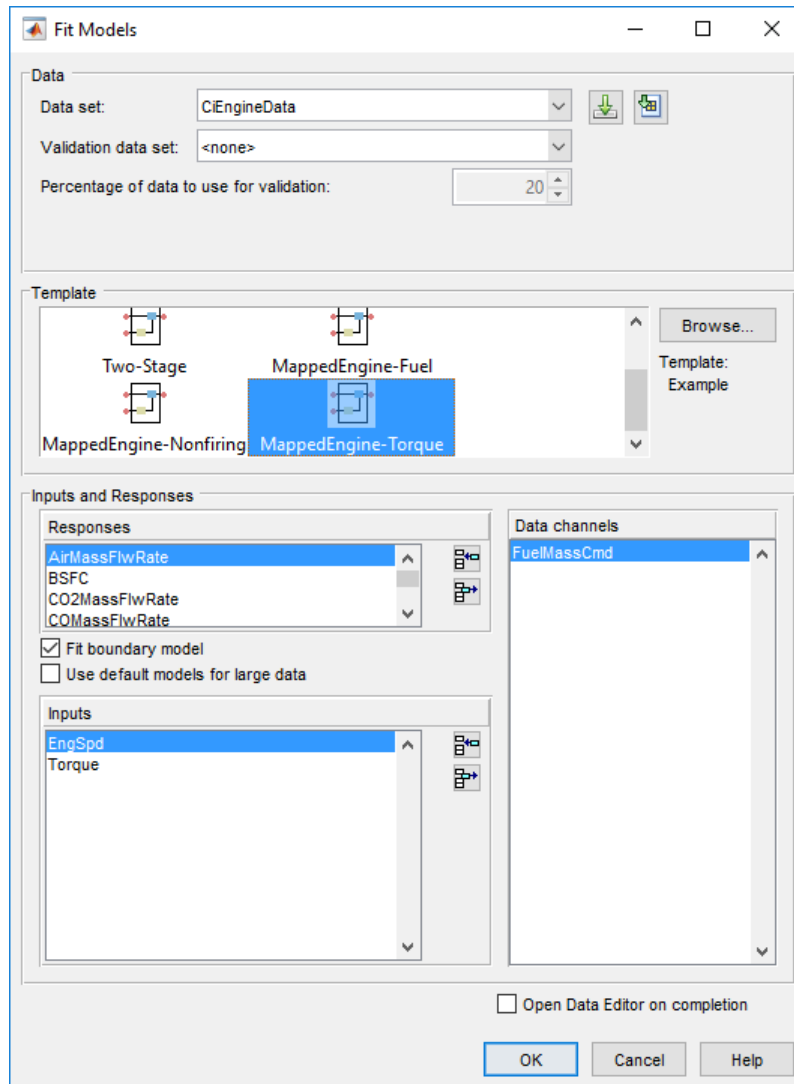 Fit Models
Data
Data set:
CiEngineData
Validation data set:
<none>
Percentage of data to use for validation:
20
Template
Two-Stage
MappedEngine-Fuel
MappedEngine-Nonfiring
MappedEngine-Torque
Browse...
Template:
Example
Inputs and Responses
Responses
AirMassFlwRate
BSFC
CO2MassFlwRate
COMassFlwRate
Fit boundary model
Use default models for large data
Inputs
EngSpd
Torque
Data channels
FuelMassCmd
Open Data Editor on completion
OK
Cancel
Help